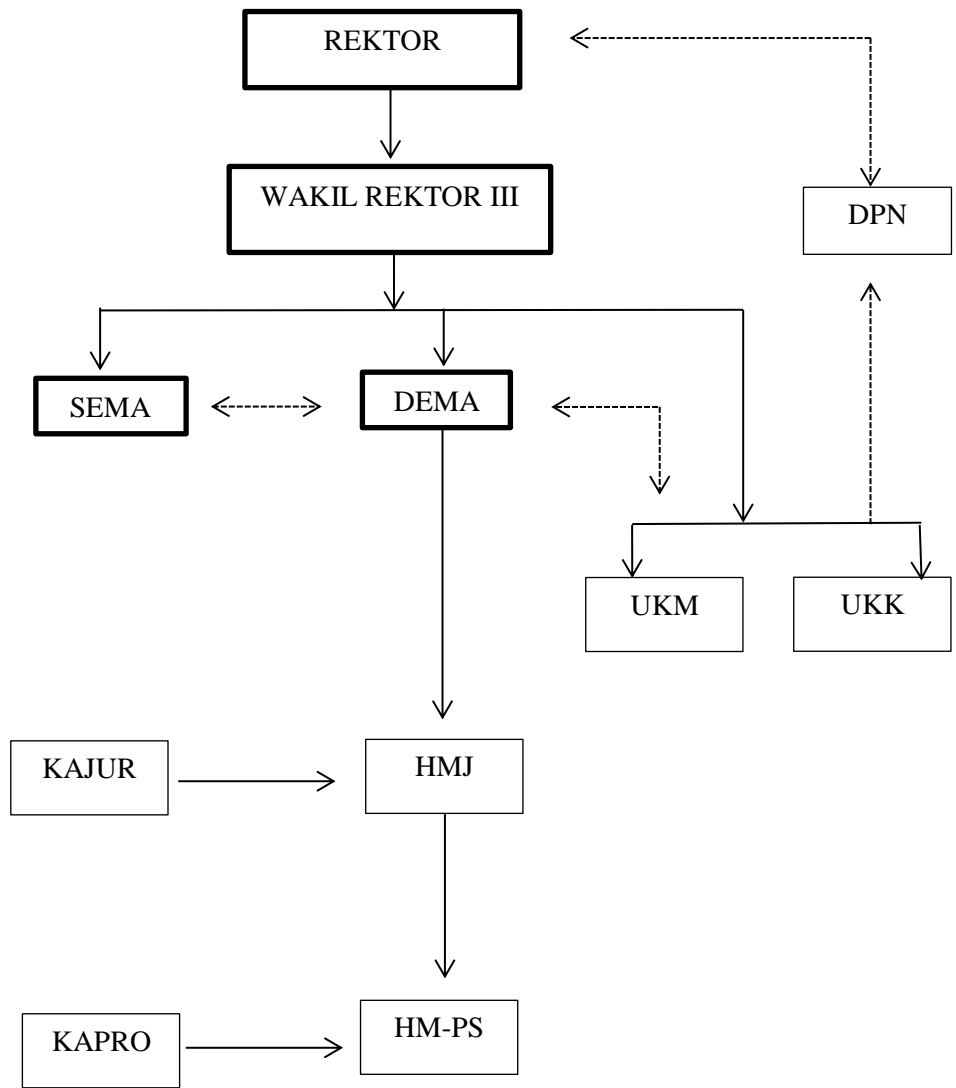 REKTOR
WAKIL REKTOR III
DPN
SEMA
DEMA
UKM
UKK
KAJUR
HMJ
KAPRO
HM-PS